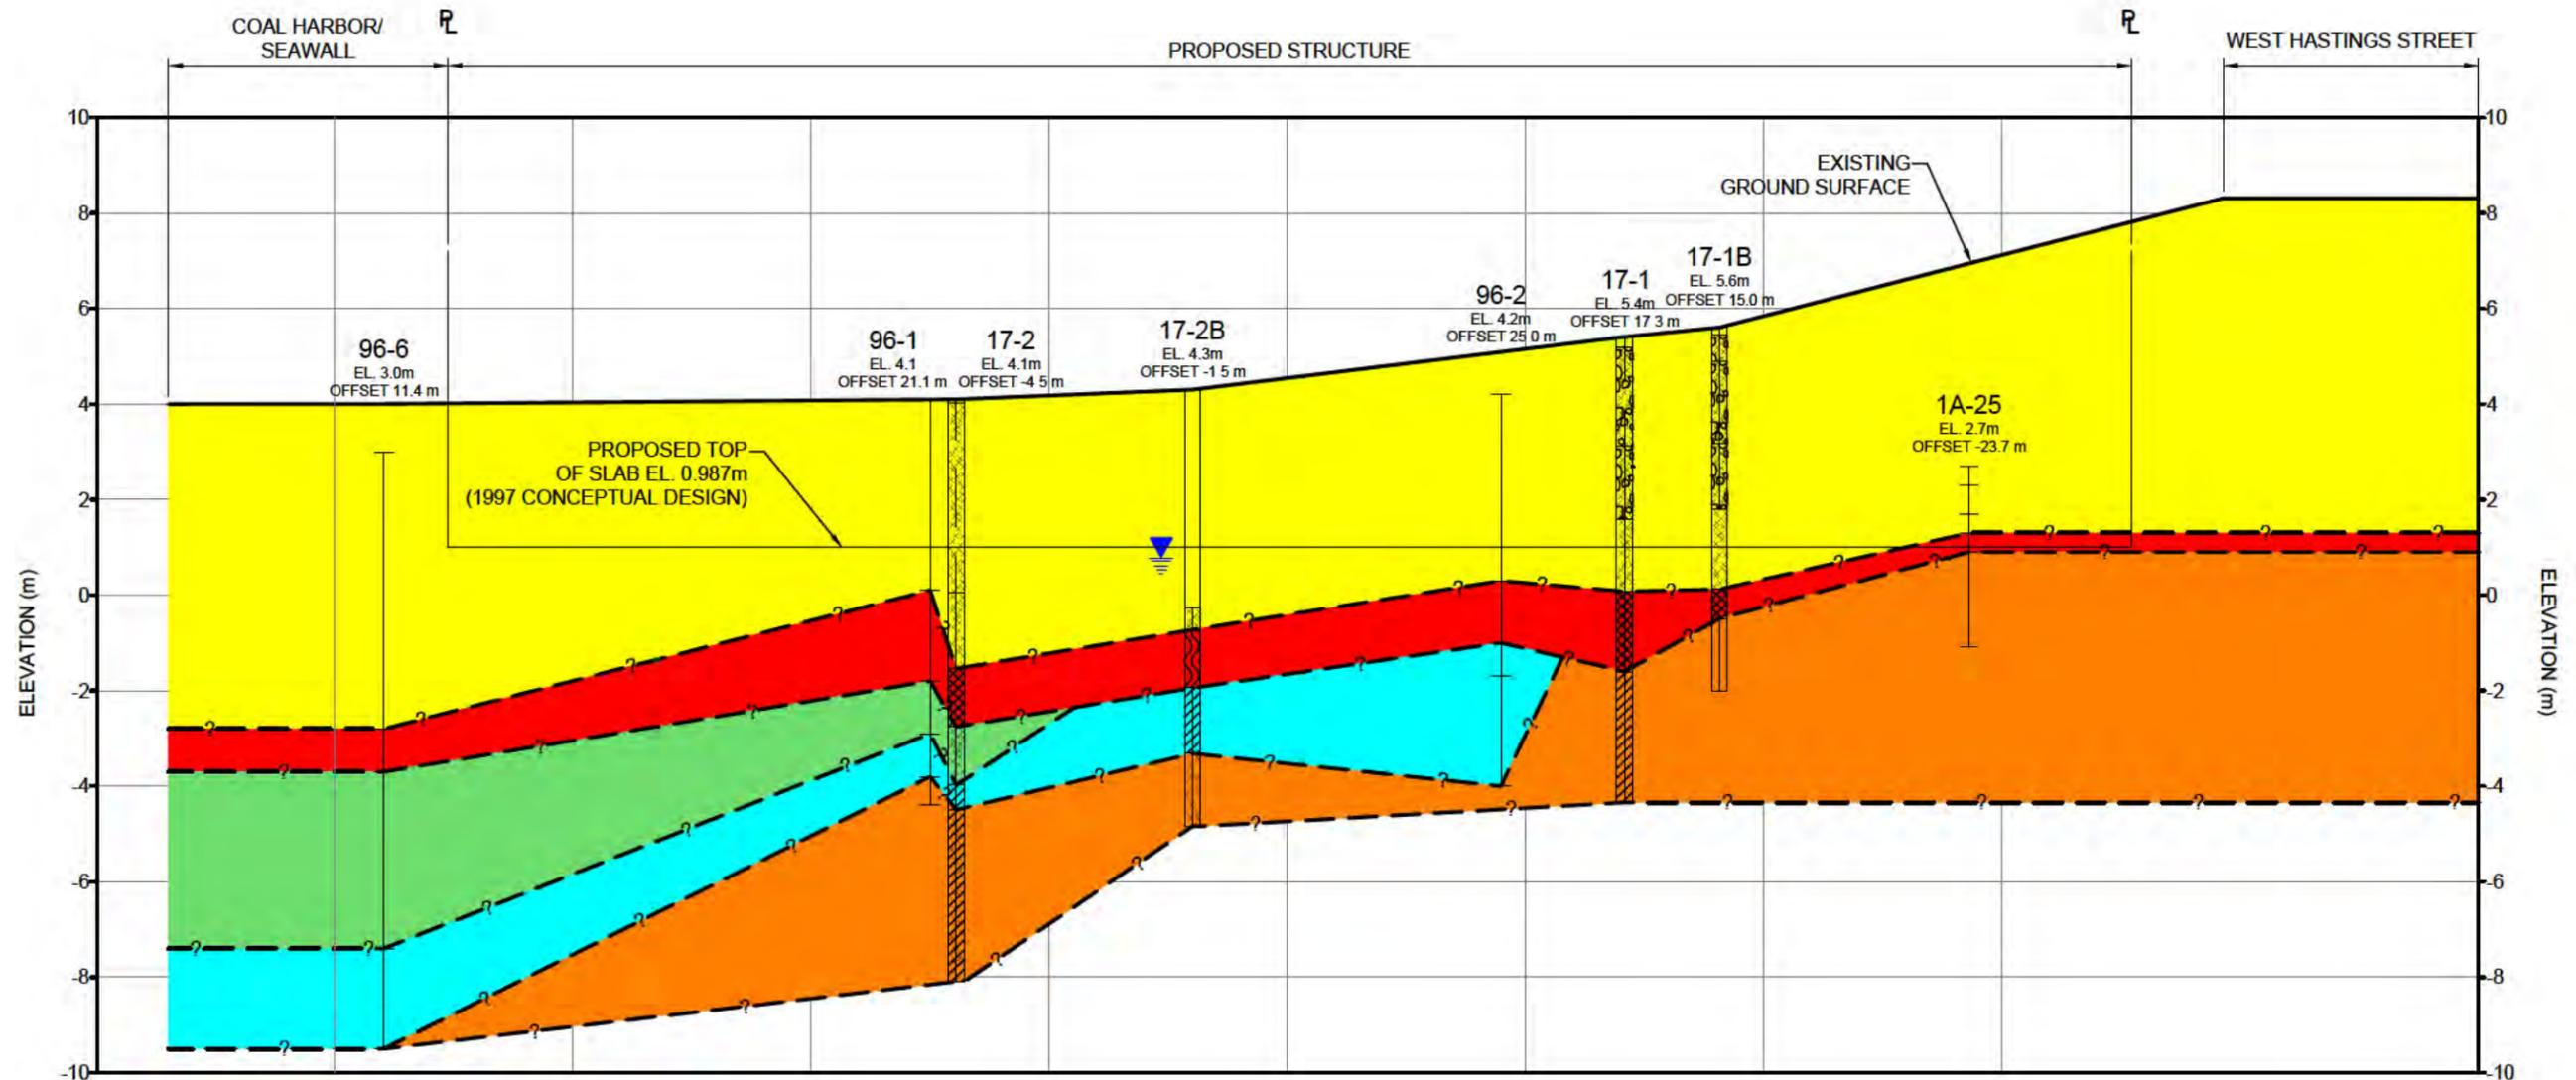 COAL HARBOR/
SEAWALL
PL
PROPOSED STRUCTURE
PL
WEST HASTINGS STREET
10
8
6
4
2
0
-2
-4
-6
-8
-10
ELEVATION (m)
EXISTING
GROUND SURFACE
96-6
EL. 3.0m
OFFSET 11.4 m
96-1
EL. 4.1
OFFSET 21.1 m
17-2
EL. 4.1m
OFFSET -4 5 m
17-2B
EL. 4.3m
OFFSET -1 5 m
96-2
EL. 4.2m
OFFSET 25 0 m
17-1
EL. 5.4m
OFFSET 17 3 m
17-1B
EL. 5.6m
OFFSET 15.0 m
1A-25
EL. 2.7m
OFFSET -23.7 m
PROPOSED TOP
OF SLAB EL. 0.987m
(1997 CONCEPTUAL DESIGN)
10
8
6
4
2
0
-2
-4
-6
-8
-10
ELEVATION (m)